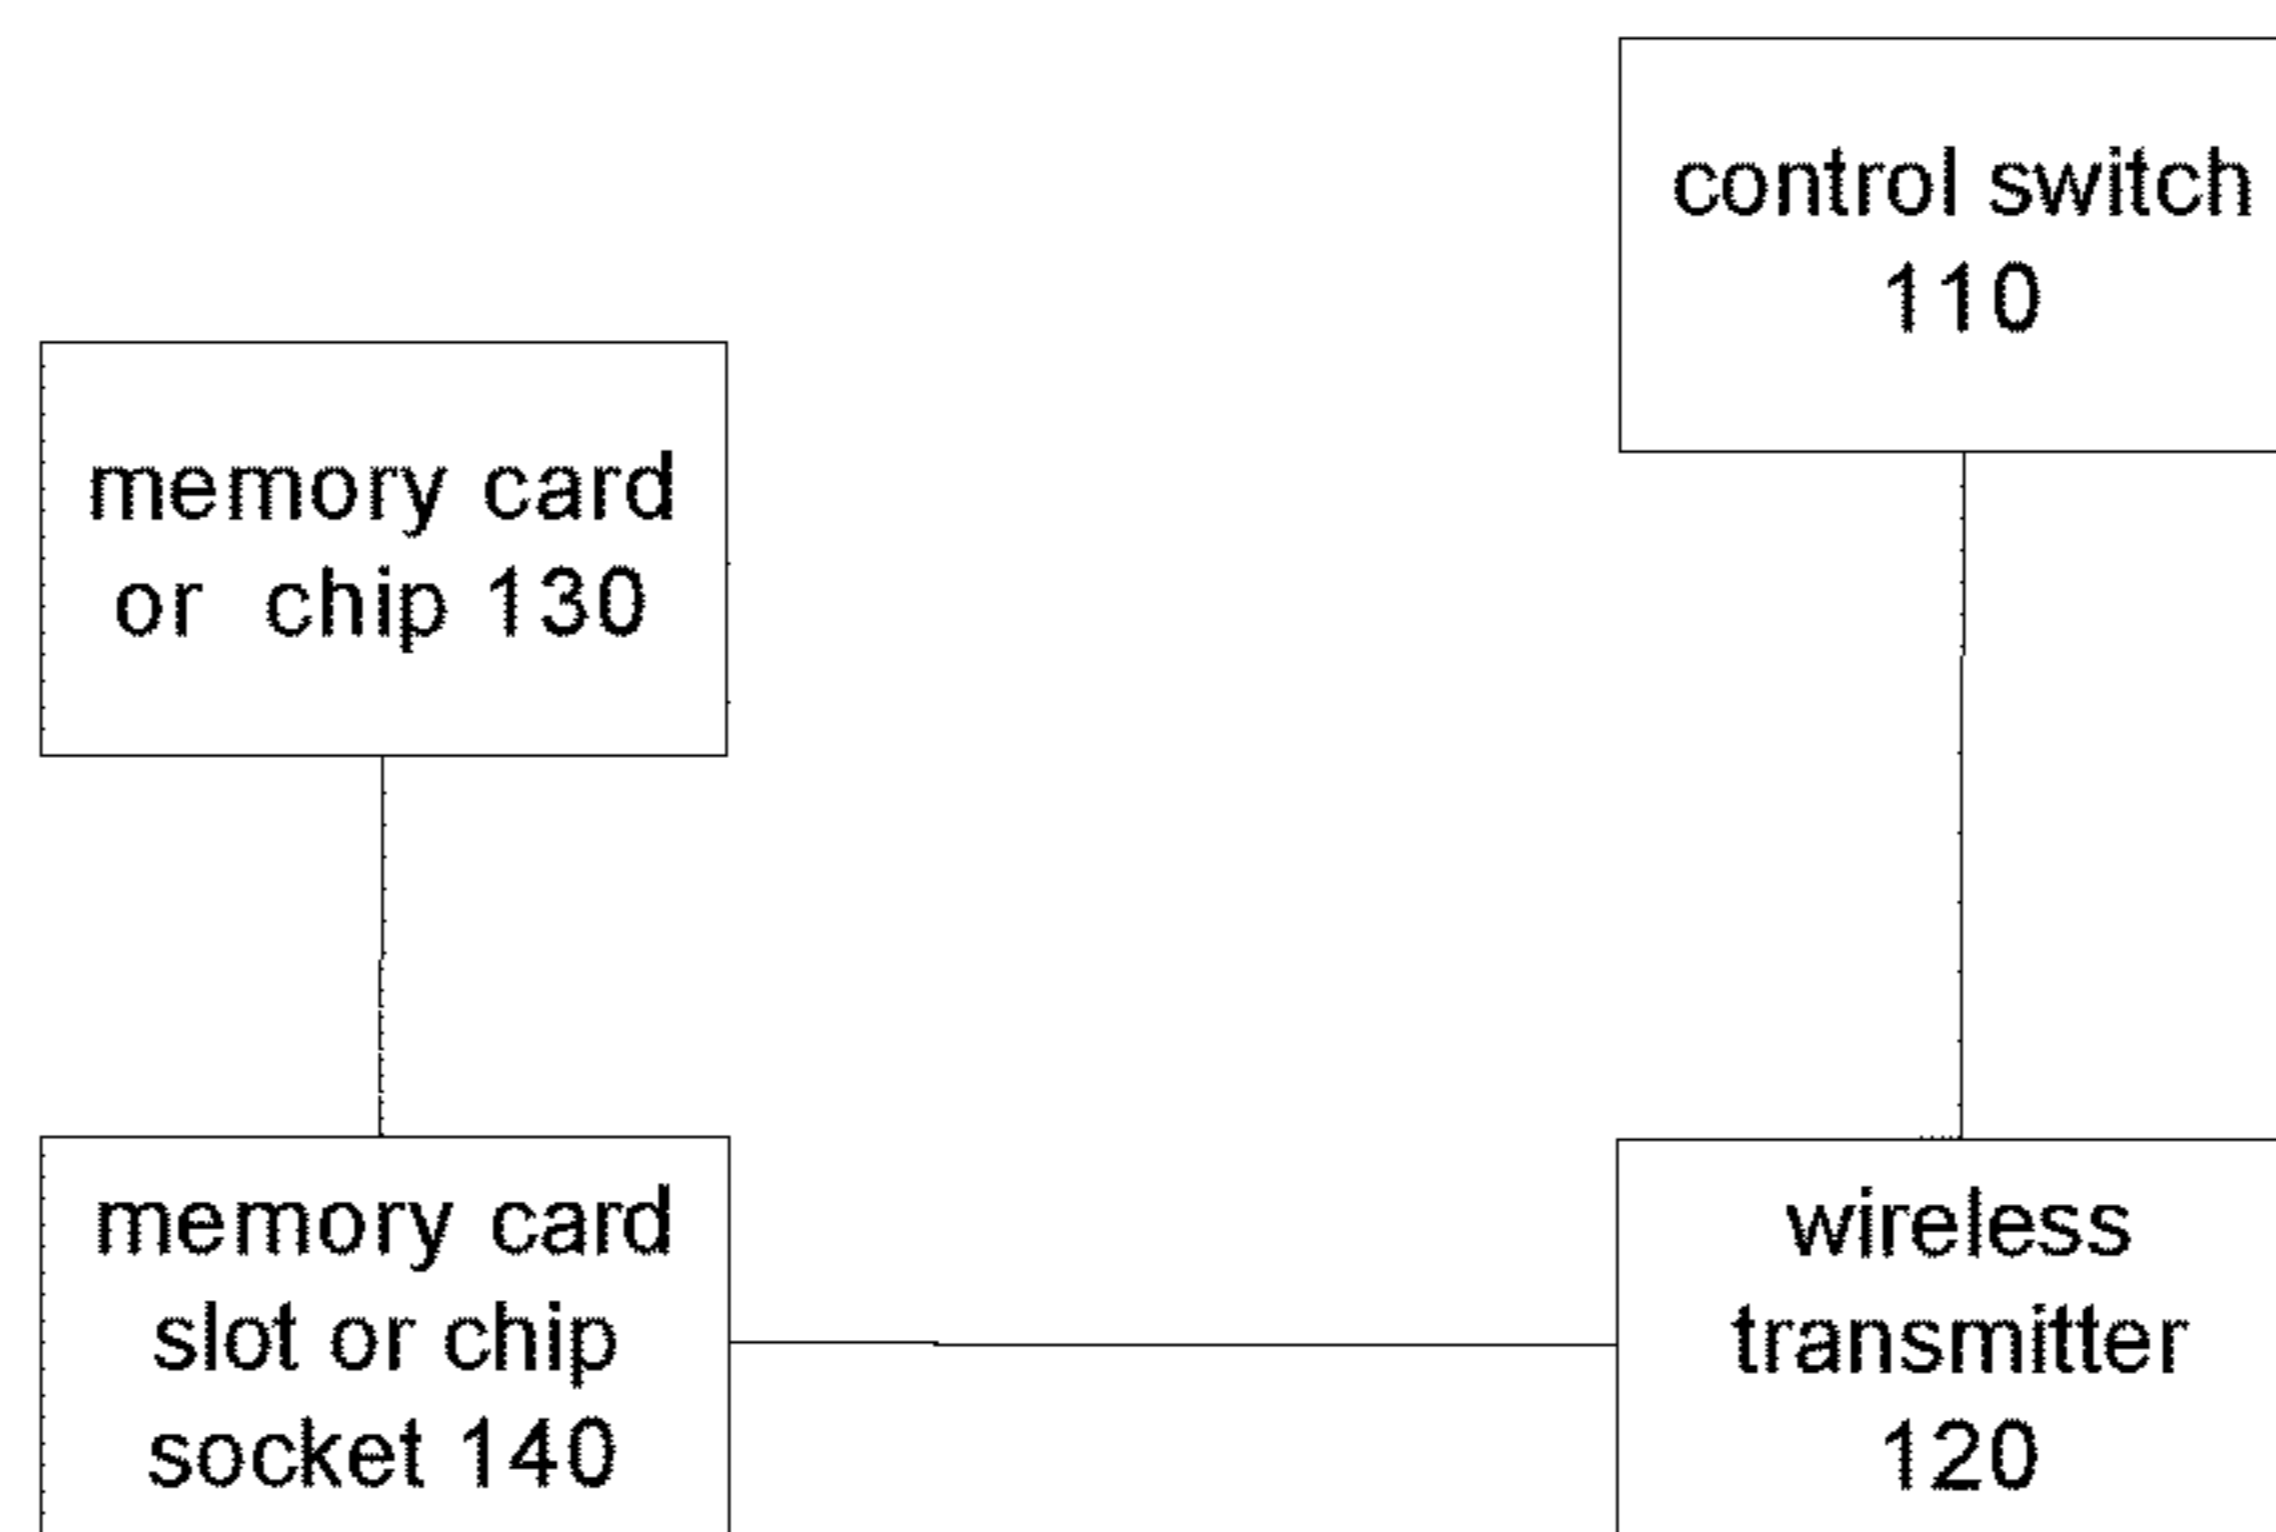 control switch
110
memory card
or chip 130
memory card
slot or chip
socket 140
wireless
transmitter
120